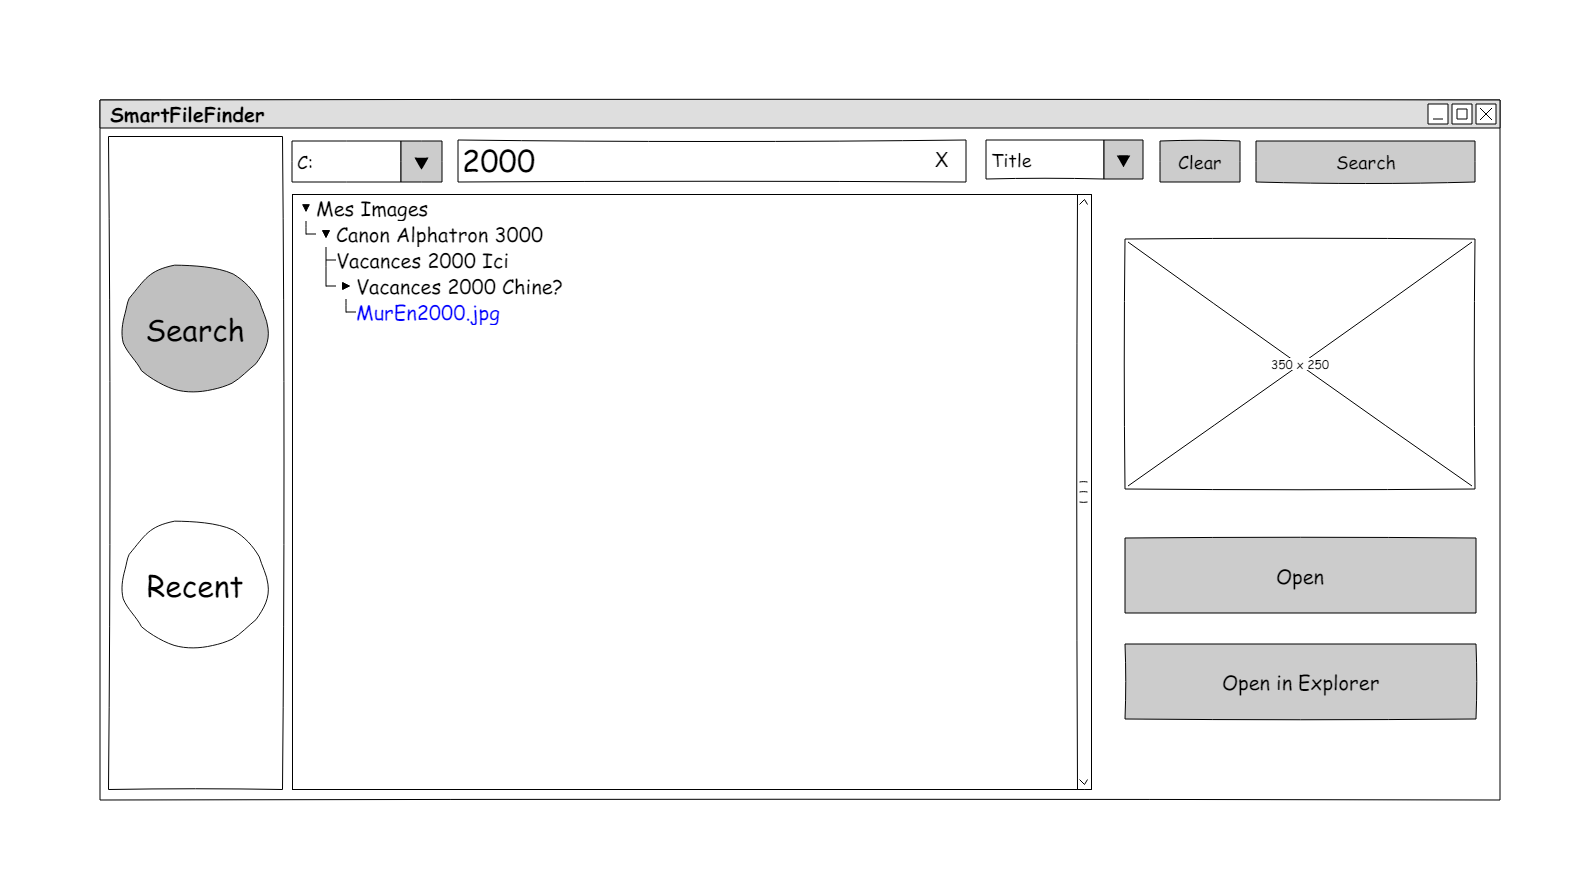 SmartFileFinder
C:
2000
X
Title
Clear
Search
Mes Images
Canon Alphatron 3000
Vacances 2000 Ici
Vacances 2000 Chine?
MurEn2000.jpg
Search
Recent
350 x 250
Open
Open in Explorer